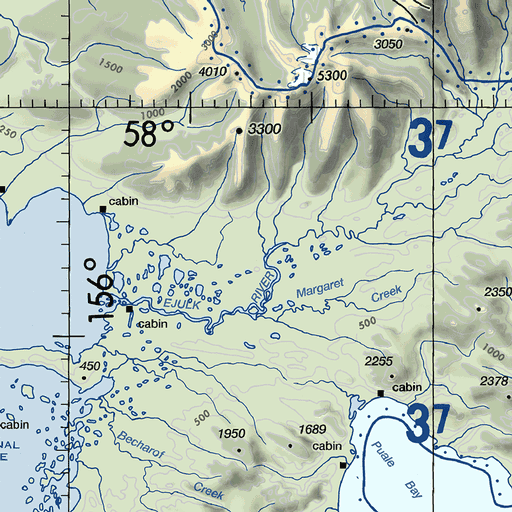 3000
3050
1500
4010
2000
5300
1000
58°
3300
37
250
cabin
156°
RIVER
EJULK
Margaret
Creek
2350
cabin
500
1000
2255
450
cabin
2378
500
37
cabin
1950
1689
cabin
NAL
E
Becharof
Puale
Bay
Creek